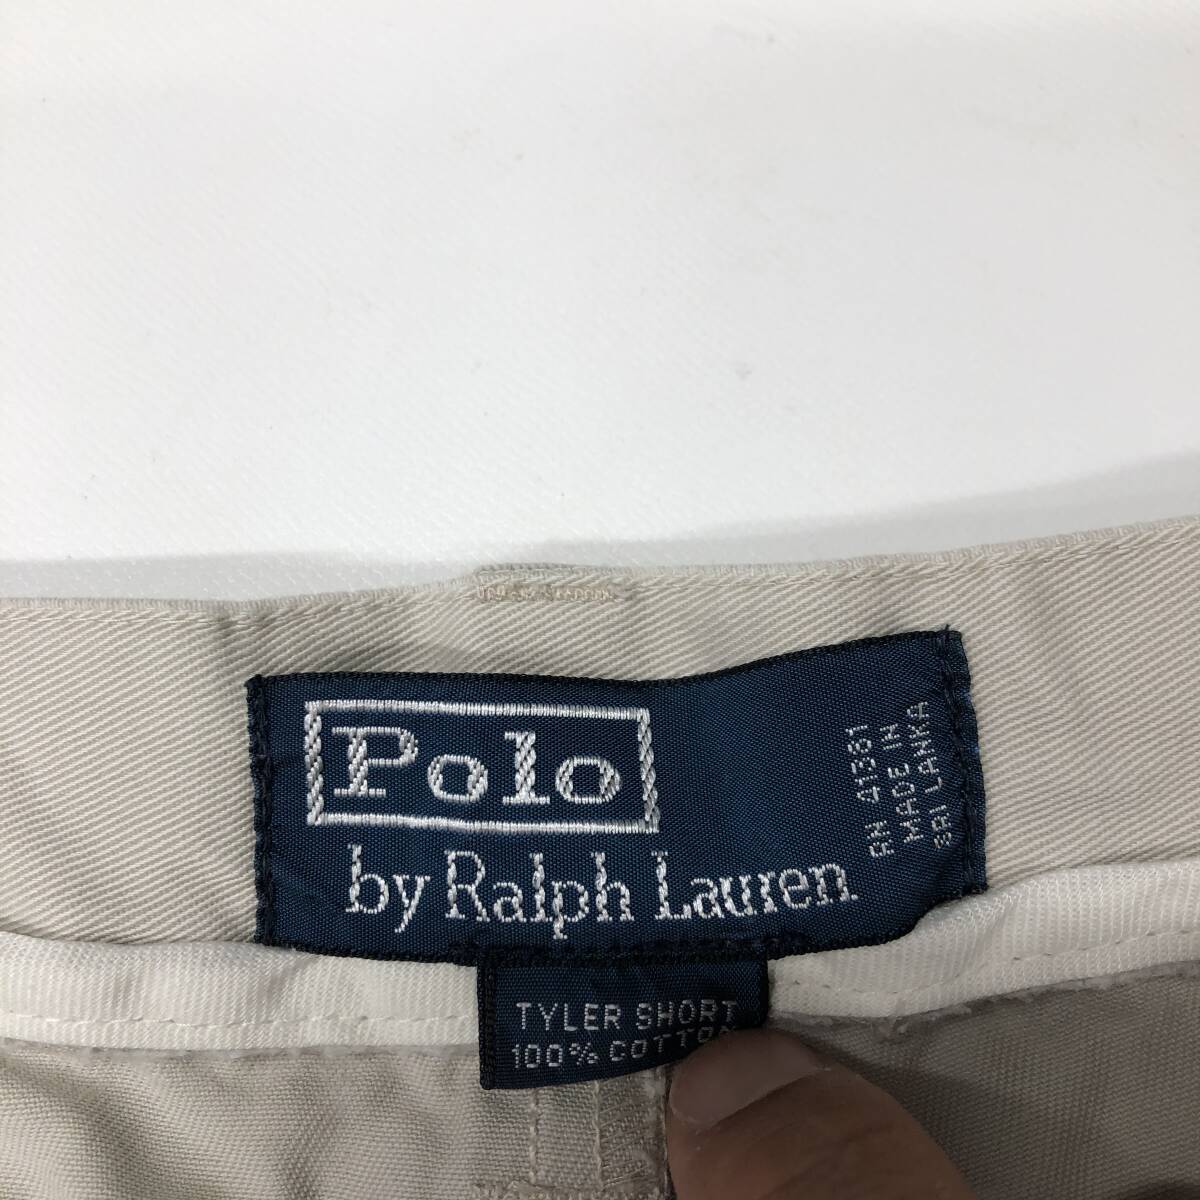 Polo
by Ralph Lauren
RN 41381
MADE IN
SRI LANKA
TYLER SHORT
100% COTTON